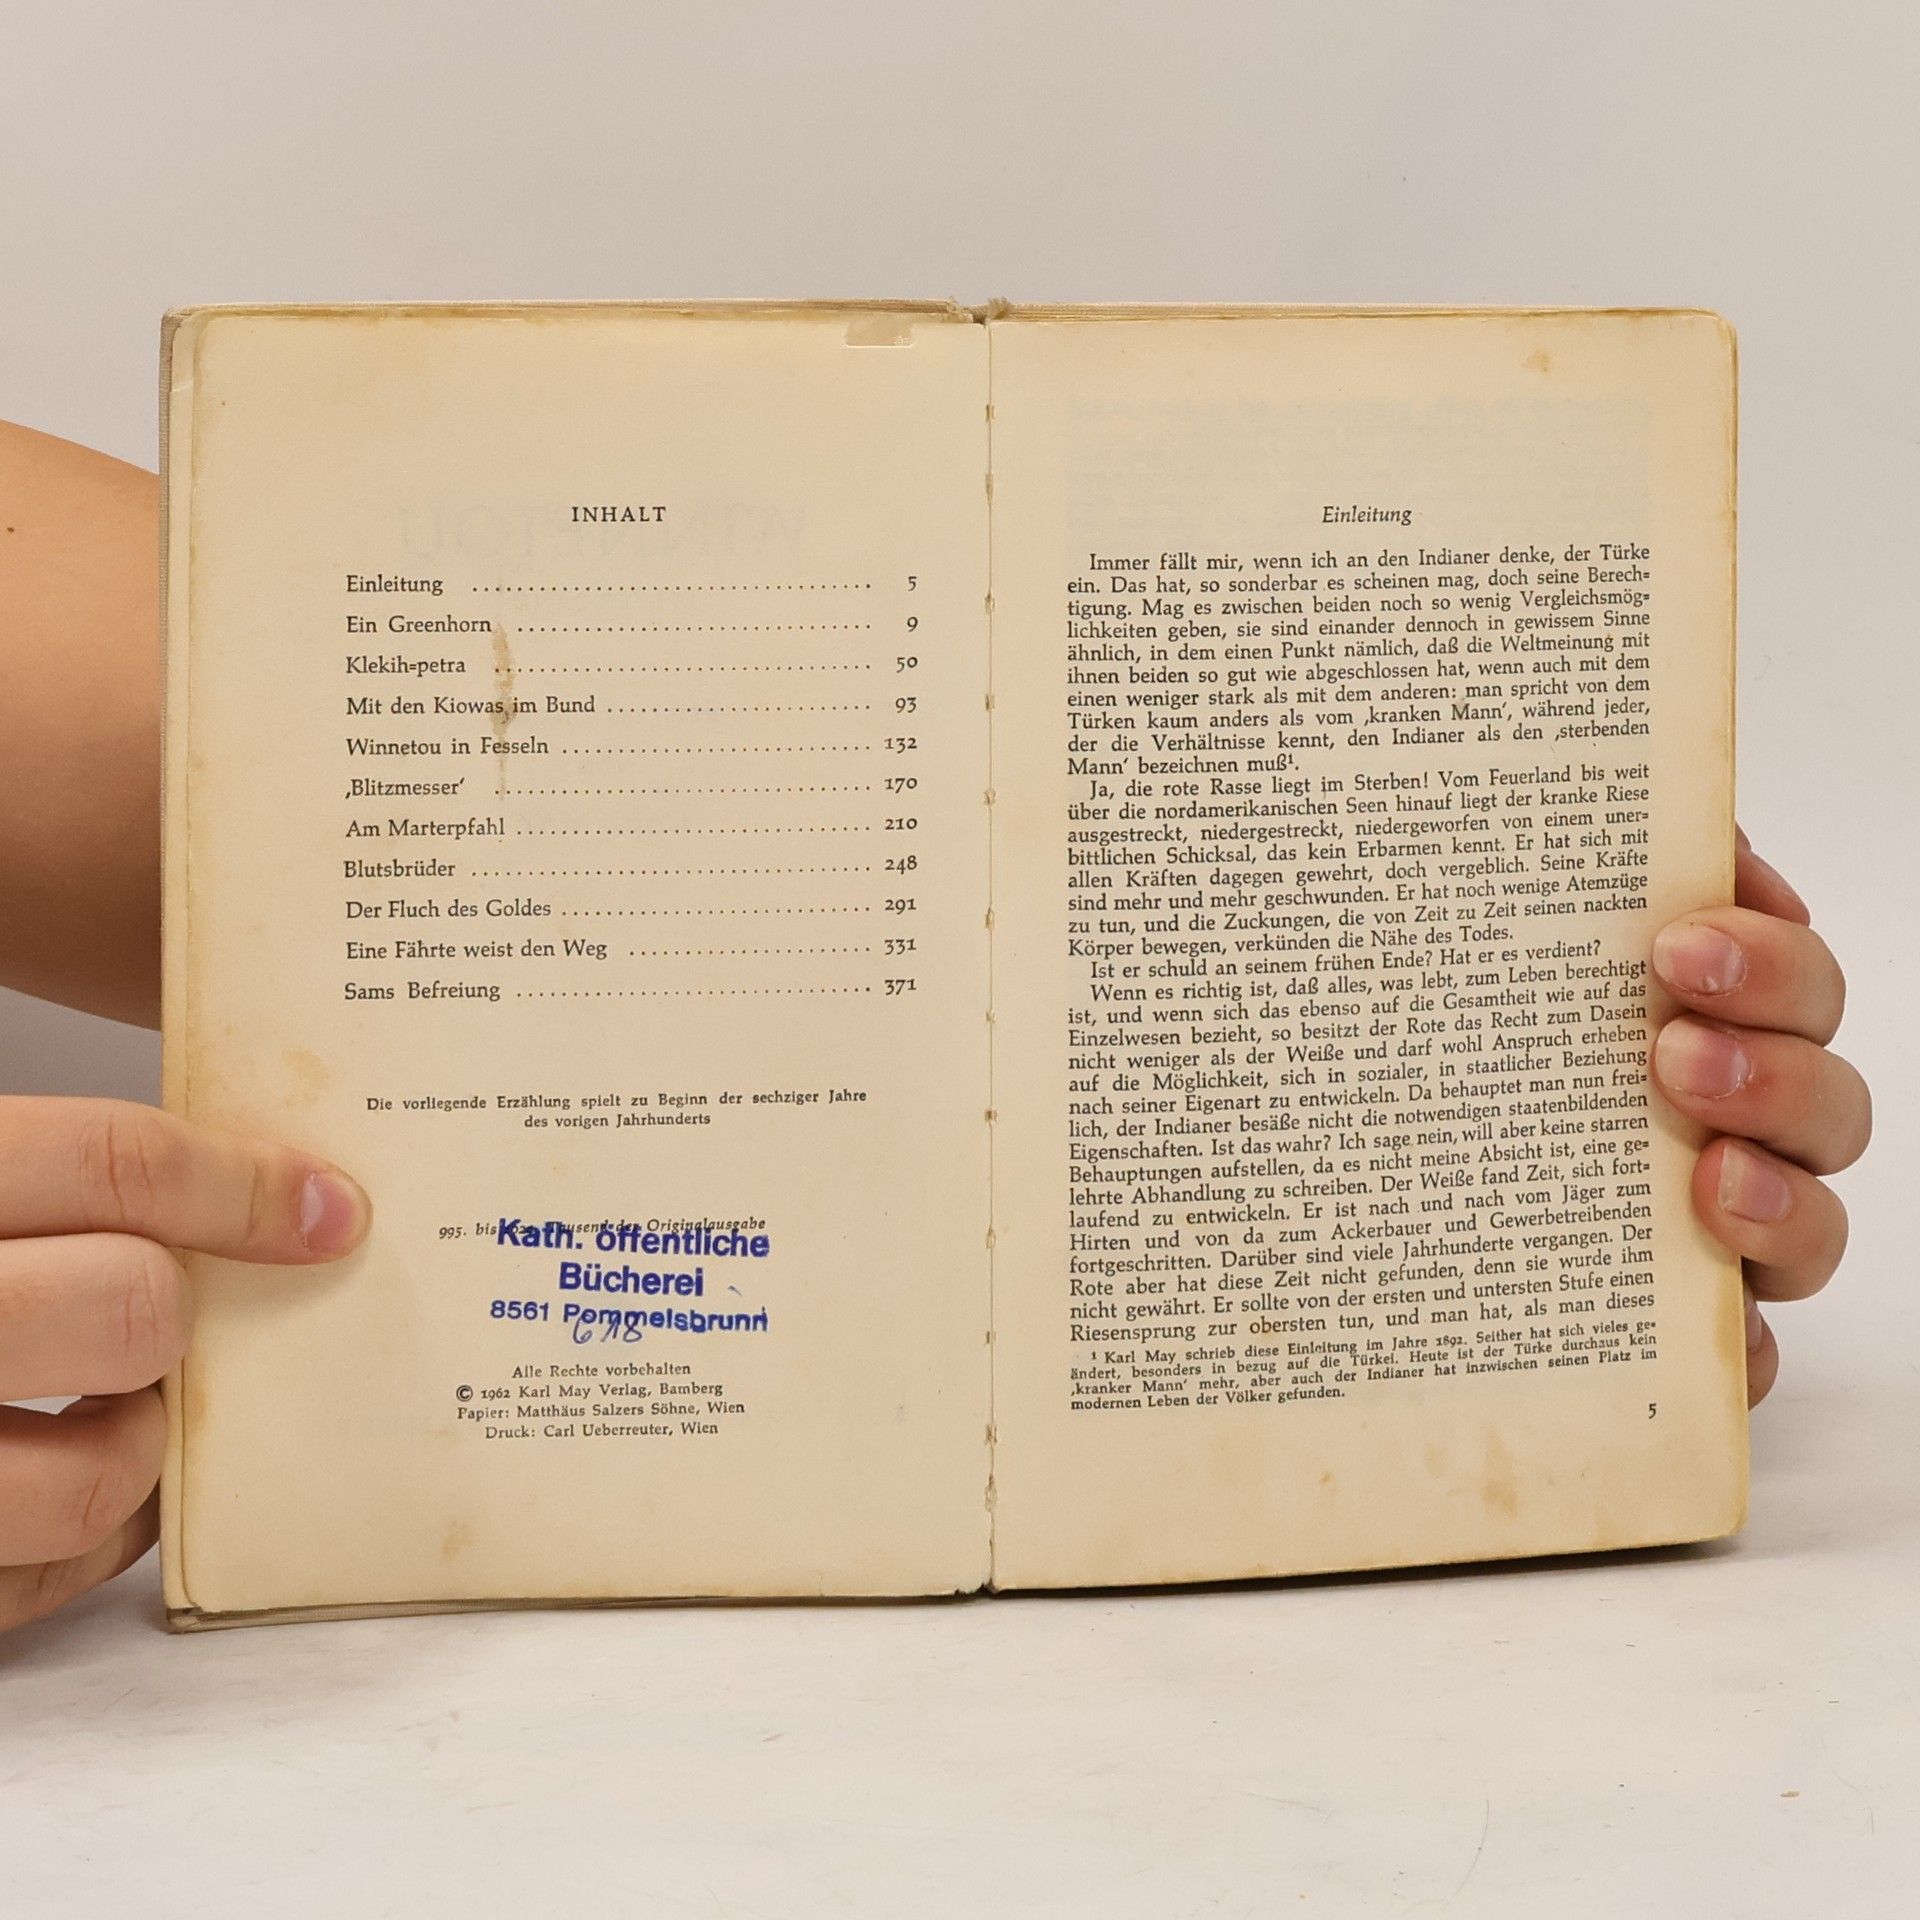 INHALT
Einleitung ........ 5
Ein Greenhorn ........ 9
Klekih=petra ........ 50
Mit den Kiowas im Bund ........ 93
Winnetou in Fesseln ........ 132
‚Blitzmesser‘ ........ 170
Am Marterpfahl ........ 210
Blutsbrüder ........ 248
Der Fluch des Goldes ........ 291
Eine Fährte weist den Weg ........ 331
Sams Befreiung ........ 371
Die vorliegende Erzählung spielt zu Beginn der sechziger Jahre
des vorigen Jahrhunderts
995. bis Tausend der Originalausgabe
Kath. öffentliche
Bücherei
8561 Pommelsbrunn
Alle Rechte vorbehalten
© 1962 Karl May Verlag, Bamberg
Papier: Matthäus Salzers Söhne, Wien
Druck: Carl Ueberreuter, Wien
Einleitung
Immer fällt mir, wenn ich an den Indianer denke, der Türke
ein. Das hat, so sonderbar es scheinen mag, doch seine Berech=
tigung. Mag es zwischen beiden noch so wenig Vergleichsmög=
lichkeiten geben, sie sind einander dennoch in gewissem Sinne
ähnlich, in dem einen Punkt nämlich, daß die Weltmeinung mit
ihnen beiden so gut wie abgeschlossen hat, wenn auch mit dem
einen weniger stark als mit dem anderen: man spricht von dem
Türken kaum anders als vom ‚kranken Mann‘, während jeder,
der die Verhältnisse kennt, den Indianer als den ‚sterbenden
Mann‘ bezeichnen muß¹.
Ja, die rote Rasse liegt im Sterben! Vom Feuerland bis weit
über die nordamerikanischen Seen hinauf liegt der kranke Riese
ausgestreckt, niedergestreckt, niedergeworfen von einem uner=
bittlichen Schicksal, das kein Erbarmen kennt. Er hat sich mit
allen Kräften dagegen gewehrt, doch vergeblich. Seine Kräfte
sind mehr und mehr geschwunden. Er hat noch wenige Atemzüge
zu tun, und die Zuckungen, die von Zeit zu Zeit seinen nackten
Körper bewegen, verkünden die Nähe des Todes.
Ist er schuld an seinem frühen Ende? Hat er es verdient?
Wenn es richtig ist, daß alles, was lebt, zum Leben berechtigt
ist, und wenn sich das ebenso auf die Gesamtheit wie auf das
Einzelwesen bezieht, so besitzt der Rote das Recht zum Dasein
nicht weniger als der Weiße und darf wohl Anspruch erheben
auf die Möglichkeit, sich in sozialer, in staatlicher Beziehung
nach seiner Eigenart zu entwickeln. Da behauptet man nun frei=
lich, der Indianer besäße nicht die notwendigen staatenbildenden
Eigenschaften. Ist das wahr? Ich sage nein, will aber keine starren
Behauptungen aufstellen, da es nicht meine Absicht ist, eine ge=
lehrte Abhandlung zu schreiben. Der Weiße fand Zeit, sich fort=
laufend zu entwickeln. Er ist nach und nach vom Jäger zum
Hirten und von da zum Ackerbauer und Gewerbetreibenden
fortgeschritten. Darüber sind viele Jahrhunderte vergangen. Der
Rote aber hat diese Zeit nicht gefunden, denn sie wurde ihm
nicht gewährt. Er sollte von der ersten und untersten Stufe einen
Riesensprung zur obersten tun, und man hat, als man dieses
¹ Karl May schrieb diese Einleitung im Jahre 1892. Seither hat sich vieles ge=
ändert, besonders in bezug auf die Türkei. Heute ist der Türke durchaus kein
‚kranker Mann‘ mehr, aber auch der Indianer hat inzwischen seinen Platz im
modernen Leben der Völker gefunden.
5